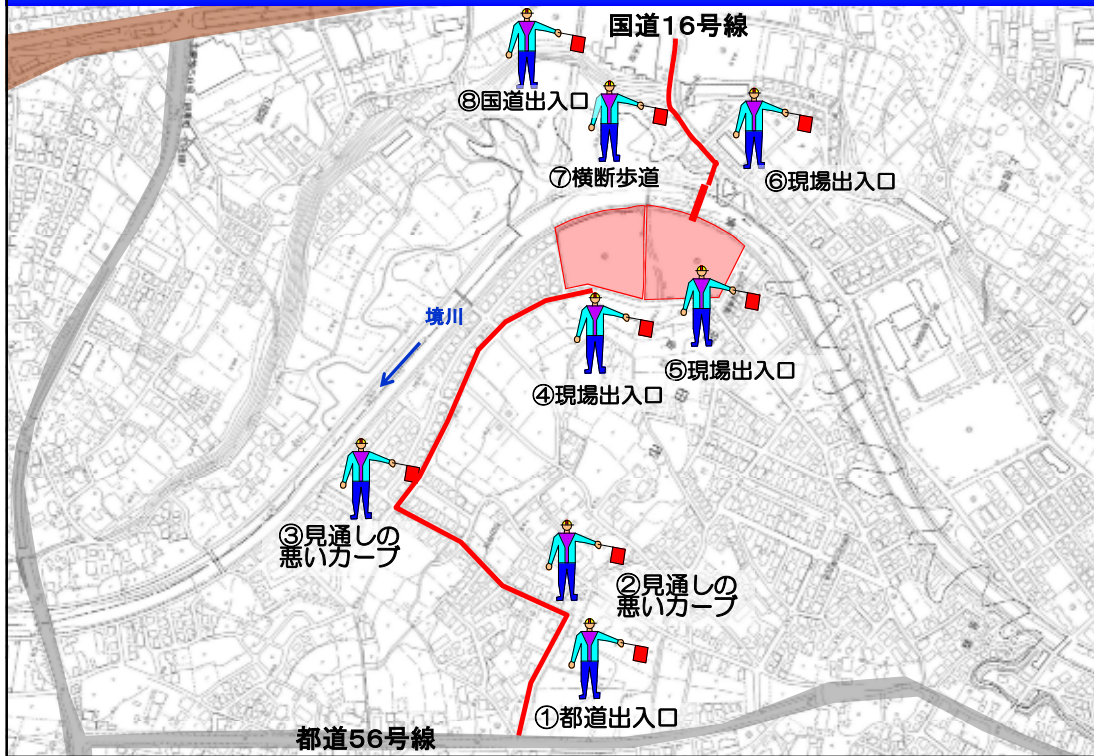 国道16号線
⑧国道出入口
⑦横断歩道
⑥現場出入口
境川
⑤現場出入口
④現場出入口
③見通しの
悪いカーブ
②見通しの
悪いカーブ
①都道出入口
都道56号線